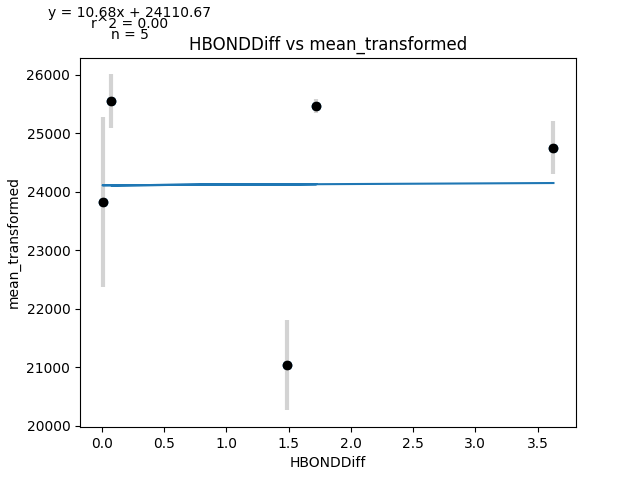 y = 10.68x + 24110.67
r^2 = 0.00
n = 5
HBONDDiff vs mean_transformed
26000
25000
24000
23000
22000
21000
20000
mean_transformed
0.0 0.5 1.0 1.5 2.0 2.5 3.0 3.5
HBONDDiff